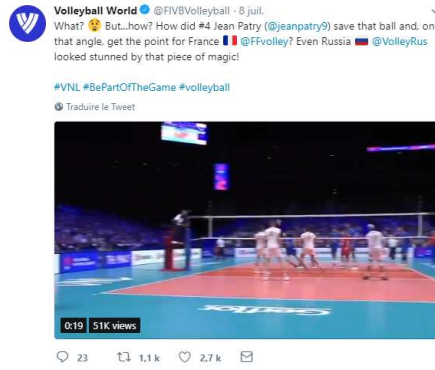 Volleyball World @FIVBVolleyball · 8 juil.
What? 😲 But...how? How did #4 Jean Patry (@jeanpatry9) save that ball and, on
that angle, get the point for France 🇫🇷 @FFvolley? Even Russia 🇷🇺 @VolleyRus
looked stunned by that piece of magic!
#VNL #BePartOfTheGame #volleyball
Traduire le Tweet
Gerflor
0:19 51K views
23 1,1 k 2,7 k